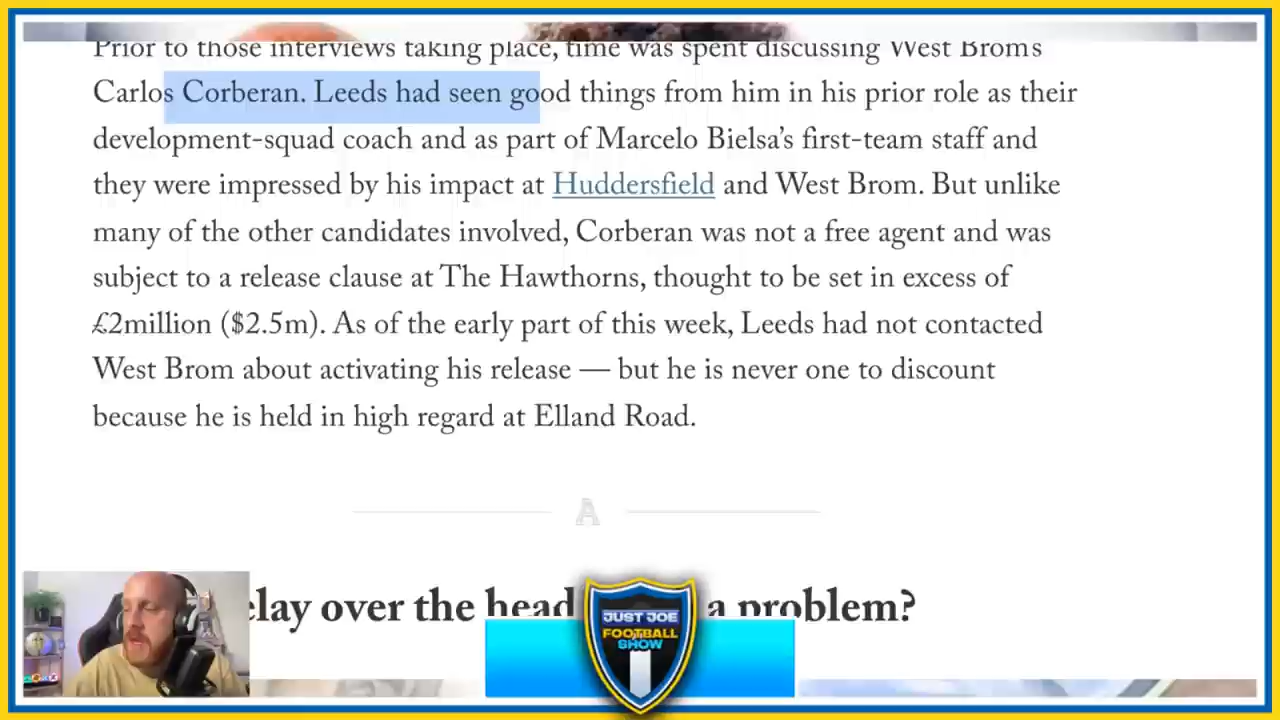 Prior to those interviews taking place, time was spent discussing West Brom's
Carlos Corberan. Leeds had seen good things from him in his prior role as their
development-squad coach and as part of Marcelo Bielsa’s first-team staff and
they were impressed by his impact at Huddersfield and West Brom. But unlike
many of the other candidates involved, Corberan was not a free agent and was
subject to a release clause at The Hawthorns, thought to be set in excess of
£2million ($2.5m). As of the early part of this week, Leeds had not contacted
West Brom about activating his release — but he is never one to discount
because he is held in high regard at Elland Road.
A
elay over the head a problem?
JUST JOE
FOOTBALL
SHOW